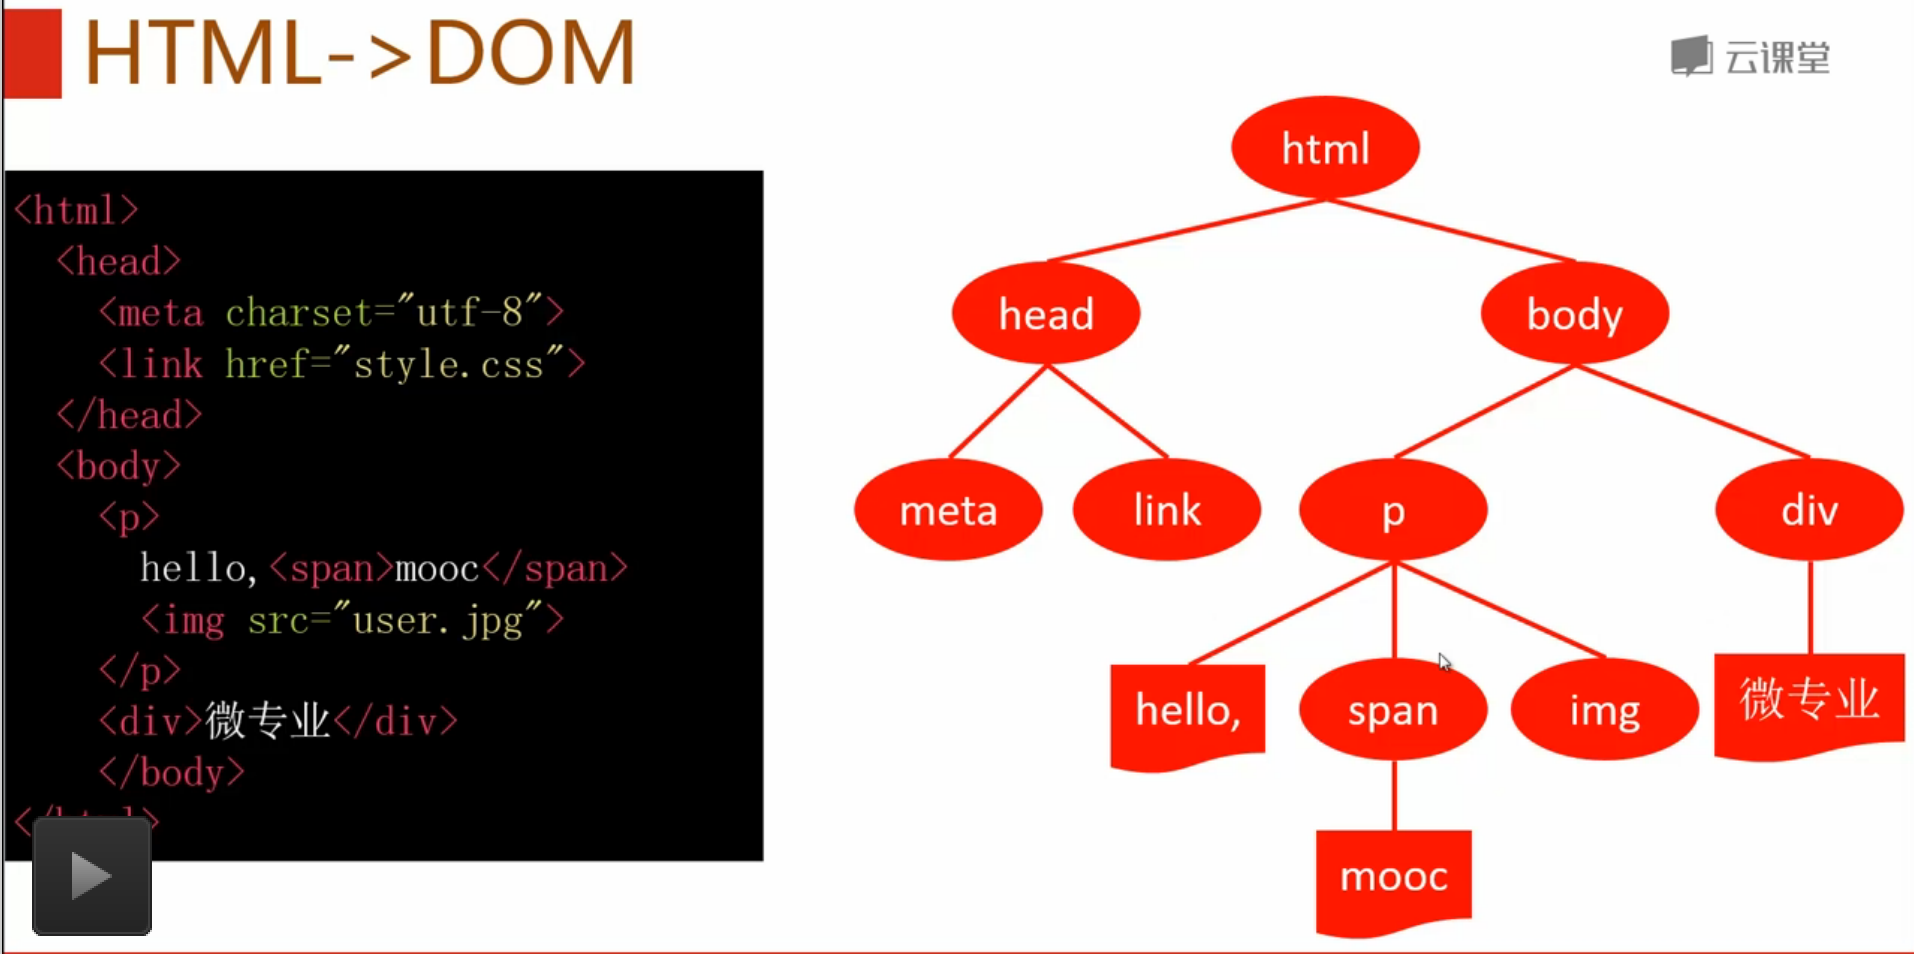 HTML->DOM
云课堂
<html>
<head>
<meta charset="utf-8">
<link href="style.css">
</head>
<body>
<p>
hello,<span>mooc</span>
<img src="user.jpg">
</p>
<div>微专业</div>
</body>
html
head
body
meta
link
p
div
hello,
span
img
微专业
mooc